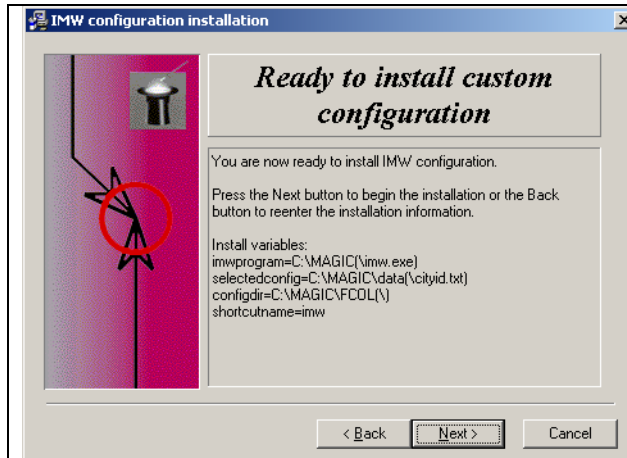 IMW configuration installation
Ready to install custom
configuration
You are now ready to install IMW configuration.
Press the Next button to begin the installation or the Back
button to reenter the installation information.
Install variables:
imwprogram=C:\MAGIC(\imw.exe)
selectedconfig=C:\MAGIC\data(\cityid.txt)
configdir=C:\MAGIC\FCOL(\)
shortcutname=imw
< Back
Next >
Cancel